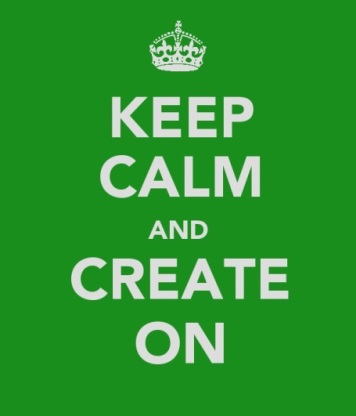 KEEP
CALM
AND
CREATE
ON